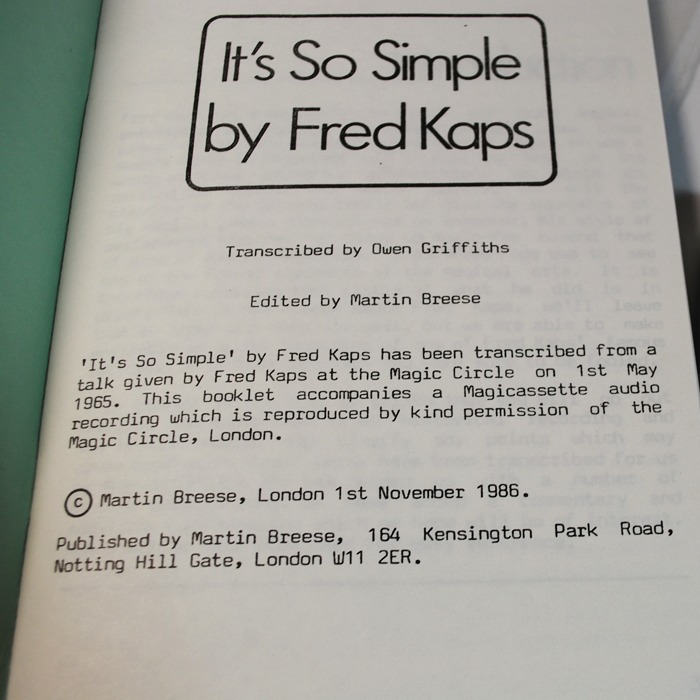 It's So Simple
by Fred Kaps
Transcribed by Owen Griffiths
Edited by Martin Breese
'It's So Simple' by Fred Kaps has been transcribed from a
talk given by Fred Kaps at the Magic Circle on 1st May
1965. This booklet accompanies a Magicassette audio
recording which is reproduced by kind permission of the
Magic Circle, London.
© Martin Breese, London 1st November 1986.
Published by Martin Breese, 164 Kensington Park Road,
Notting Hill Gate, London W11 2ER.